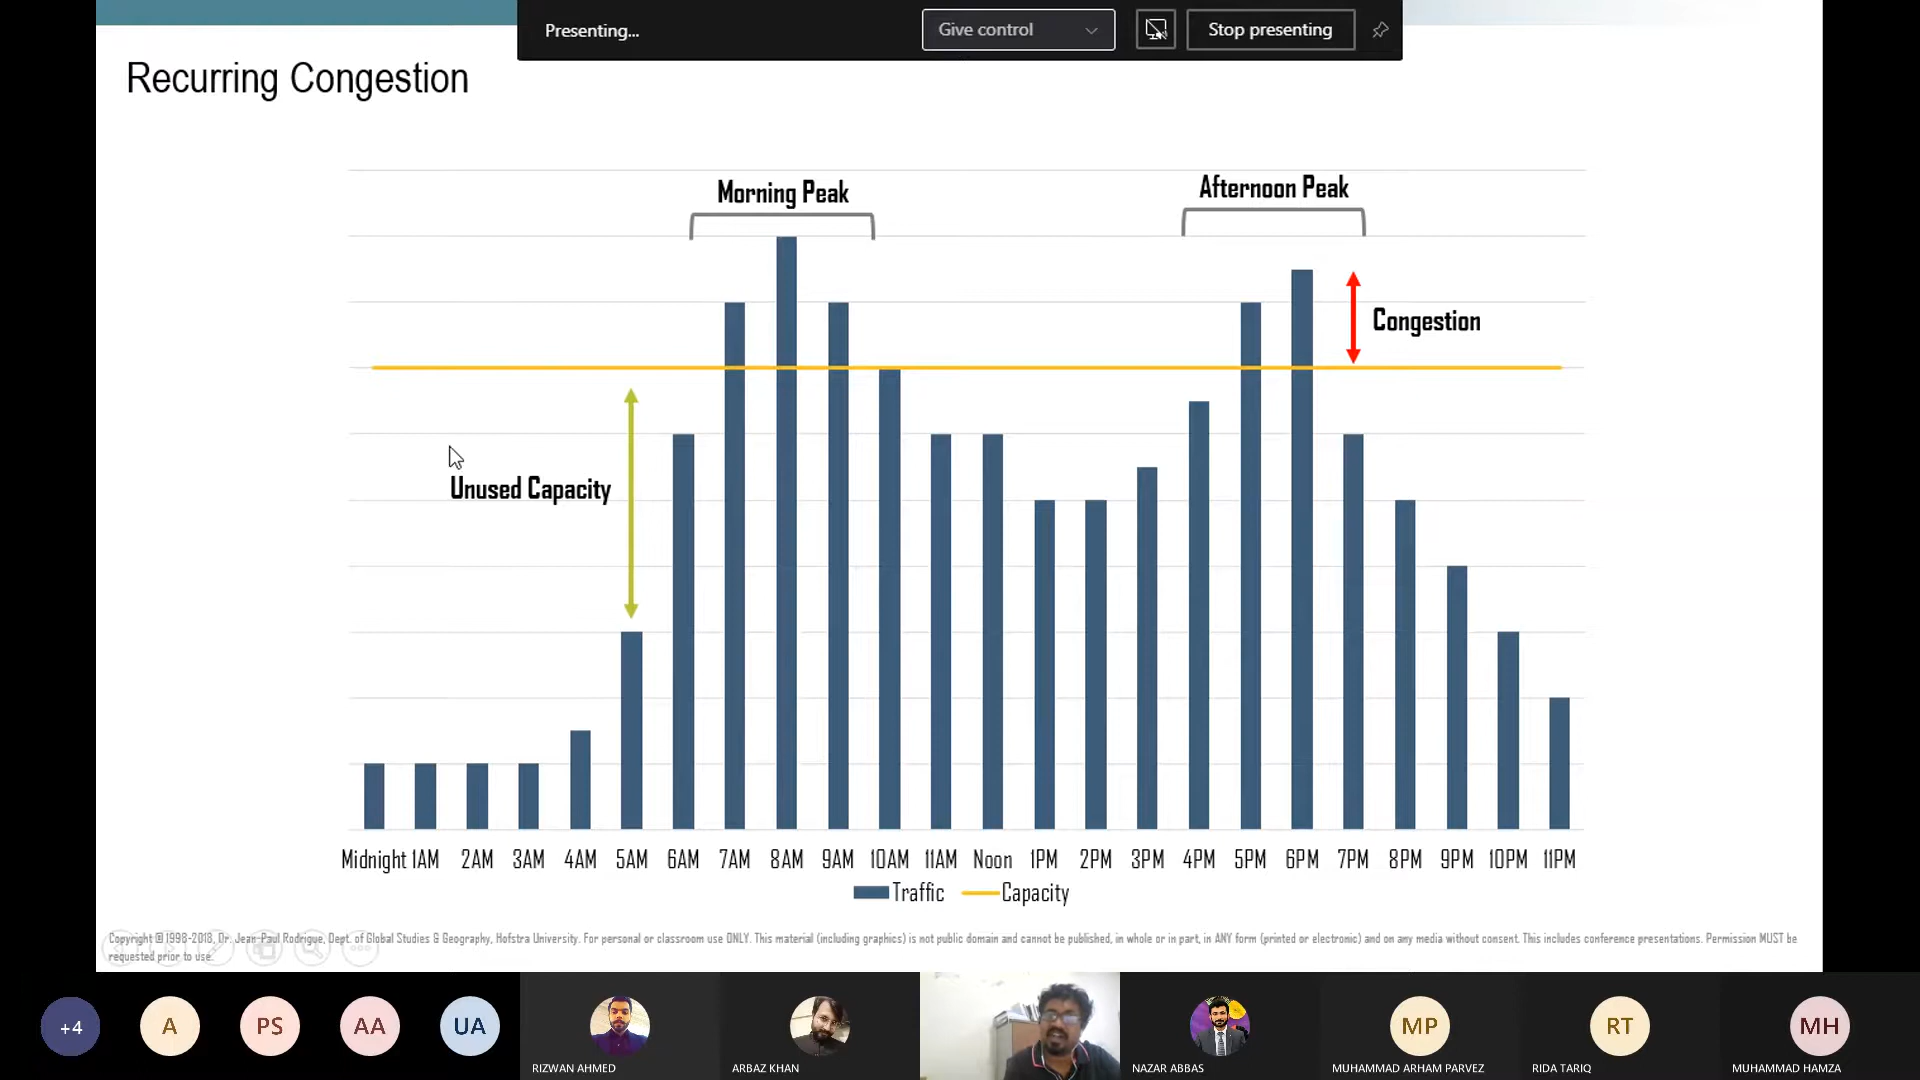 Presenting...
Give control
Stop presenting
Recurring Congestion
Morning Peak
Afternoon Peak
Congestion
Unused Capacity
Midnight 1AM 2AM 3AM 4AM 5AM 6AM 7AM 8AM 9AM 10AM 11AM Noon 1PM 2PM 3PM 4PM 5PM 6PM 7PM 8PM 9PM 10PM 11PM
Traffic Capacity
Copyright © 1998-2018, Dr. Jean-Paul Rodrigue, Dept. of Global Studies & Geography, Hofstra University. For personal or classroom use ONLY. This material (including graphics) is not public domain and cannot be published, in whole or in part, in ANY form (printed or electronic) and on any media without consent. This includes conference presentations. Permission MUST be
requested prior to use.
+4 A PS AA UA MP RT MH
RIZWAN AHMED ARBAZ KHAN NAZAR ABBAS MUHAMMAD ARHAM PARVEZ RIDA TARIQ MUHAMMAD HAMZA